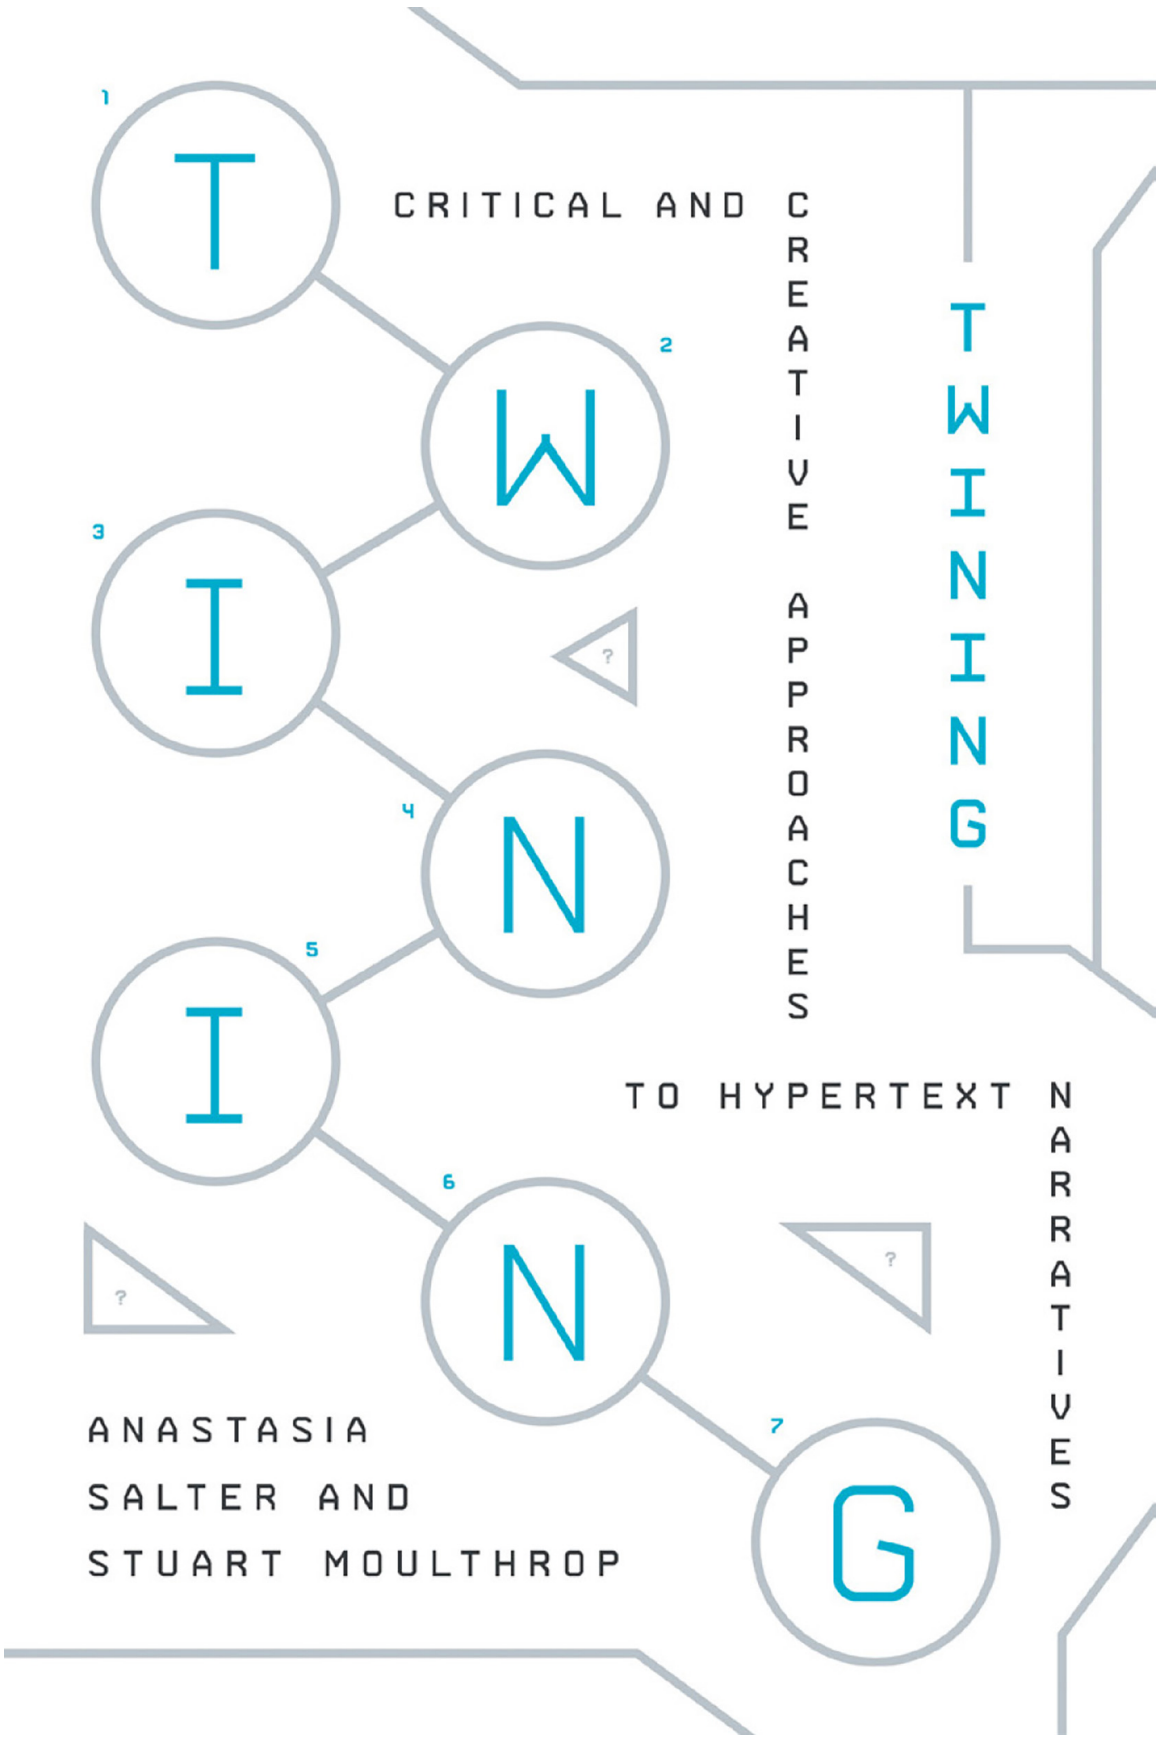 1
T
CRITICAL AND CREATIVE APPROACHES
TWINING
2
W
3
I
?
4
N
5
I
TO HYPERTEXT NARRATIVES
6
N
?
?
7
G
ANASTASIA
SALTER AND
STUART MOULTHROP